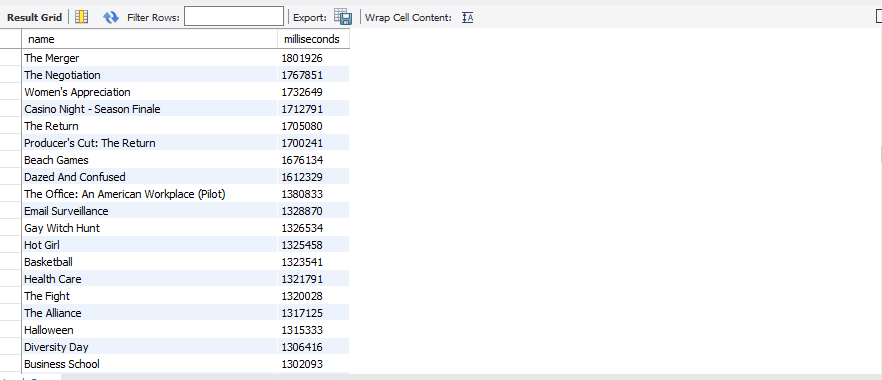 Result Grid Filter Rows: Export: Wrap Cell Content:
name milliseconds
The Merger 1801926
The Negotiation 1767851
Women's Appreciation 1732649
Casino Night - Season Finale 1712791
The Return 1705080
Producer's Cut: The Return 1700241
Beach Games 1676134
Dazed And Confused 1612329
The Office: An American Workplace (Pilot) 1380833
Email Surveillance 1328870
Gay Witch Hunt 1326534
Hot Girl 1325458
Basketball 1323541
Health Care 1321791
The Fight 1320028
The Alliance 1317125
Halloween 1315333
Diversity Day 1306416
Business School 1302093